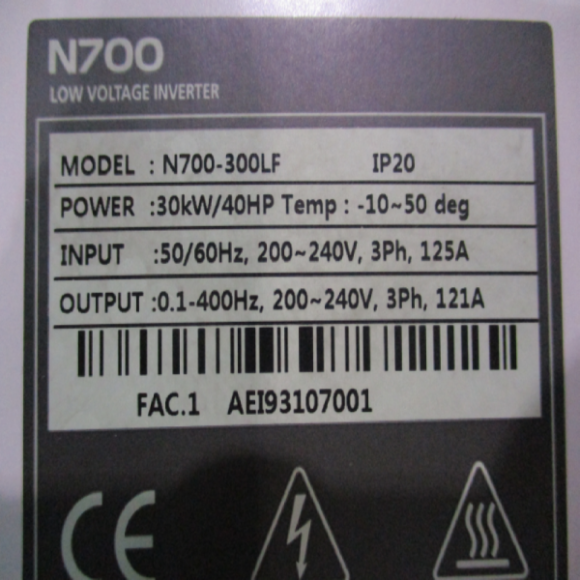 N700
LOW VOLTAGE INVERTER
MODEL : N700-300LF IP20
POWER :30kW/40HP Temp : -10~50 deg
INPUT :50/60Hz, 200~240V, 3Ph, 125A
OUTPUT :0.1-400Hz, 200~240V, 3Ph, 121A
FAC.1 AEI93107001
CE